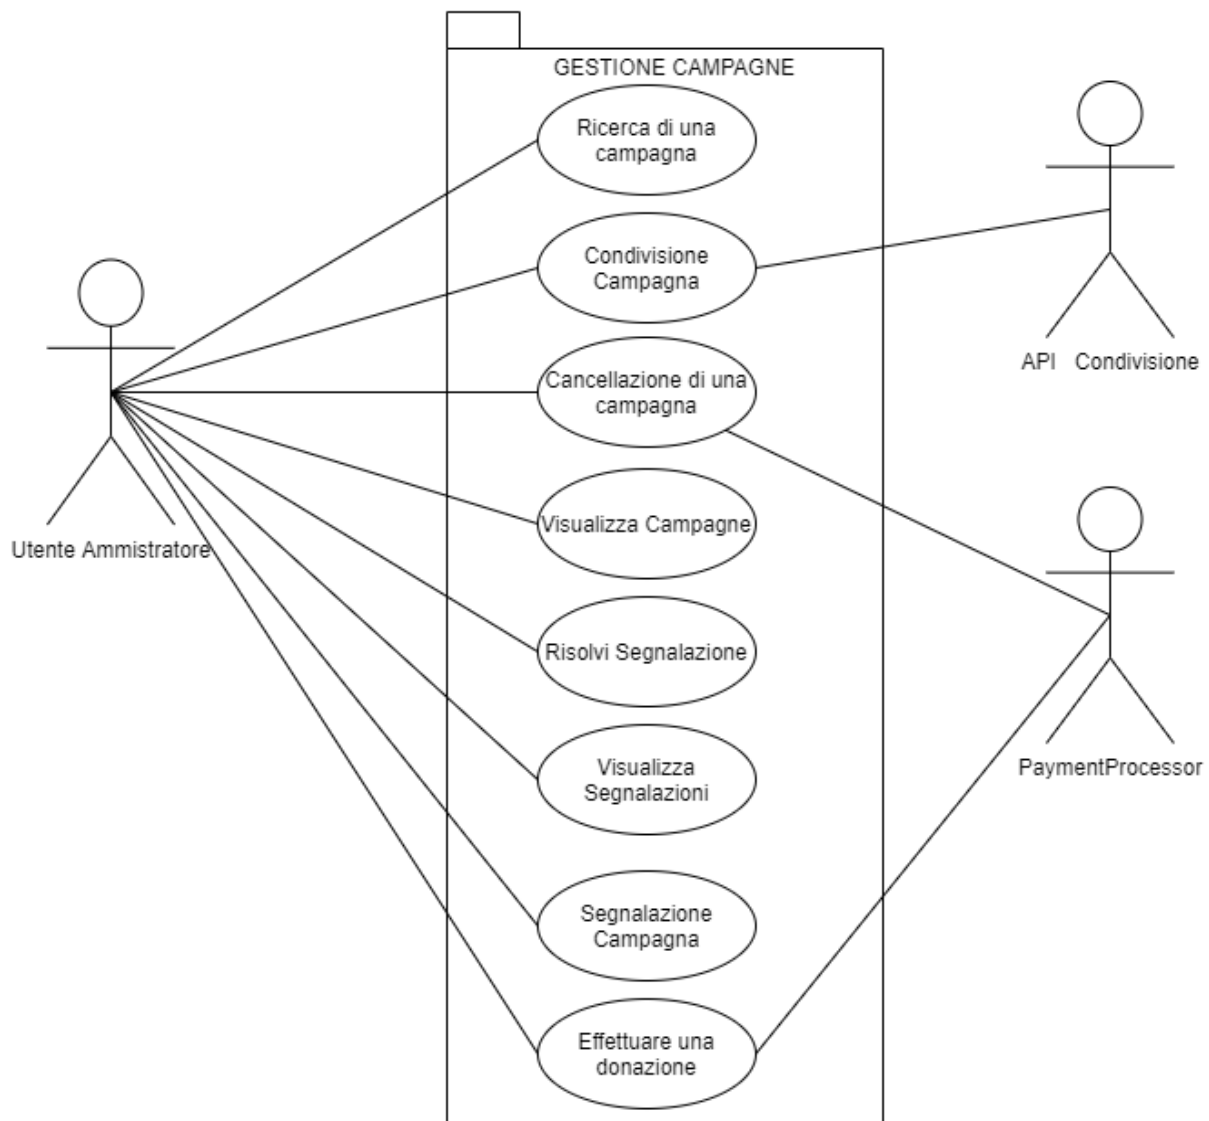 GESTIONE CAMPAGNE
Ricerca di una
campagna
Condivisione
Campagna
API Condivisione
Cancellazione di una
campagna
Visualizza Campagne
Utente Ammistratore
Risolvi Segnalazione
Visualizza
Segnalazioni
PaymentProcessor
Segnalazione
Campagna
Effettuare una
donazione